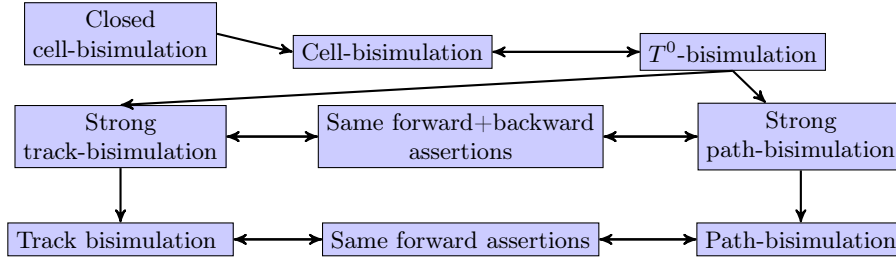 Closed
cell-bisimulation
Cell-bisimulation
T⁰-bisimulation
Strong
track-bisimulation
Same forward+backward
assertions
Strong
path-bisimulation
Track bisimulation
Same forward assertions
Path-bisimulation